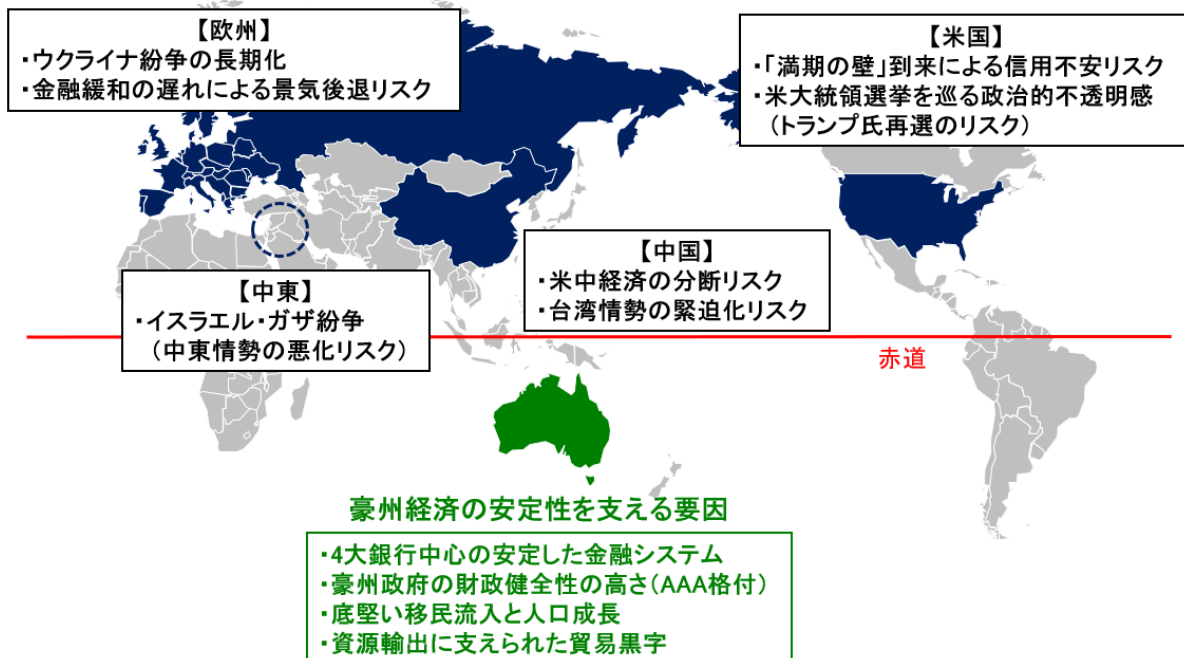 【欧州】
・ウクライナ紛争の長期化
・金融緩和の遅れによる景気後退リスク
【米国】
・「満期の壁」到来による信用不安リスク
・米大統領選挙を巡る政治的不透明感
（トランプ氏再選のリスク）
【中国】
・米中経済の分断リスク
・台湾情勢の緊迫化リスク
【中東】
・イスラエル・ガザ紛争
（中東情勢の悪化リスク）
赤道
豪州経済の安定性を支える要因
・4大銀行中心の安定した金融システム
・豪州政府の財政健全性の高さ（AAA格付）
・底堅い移民流入と人口成長
・資源輸出に支えられた貿易黒字